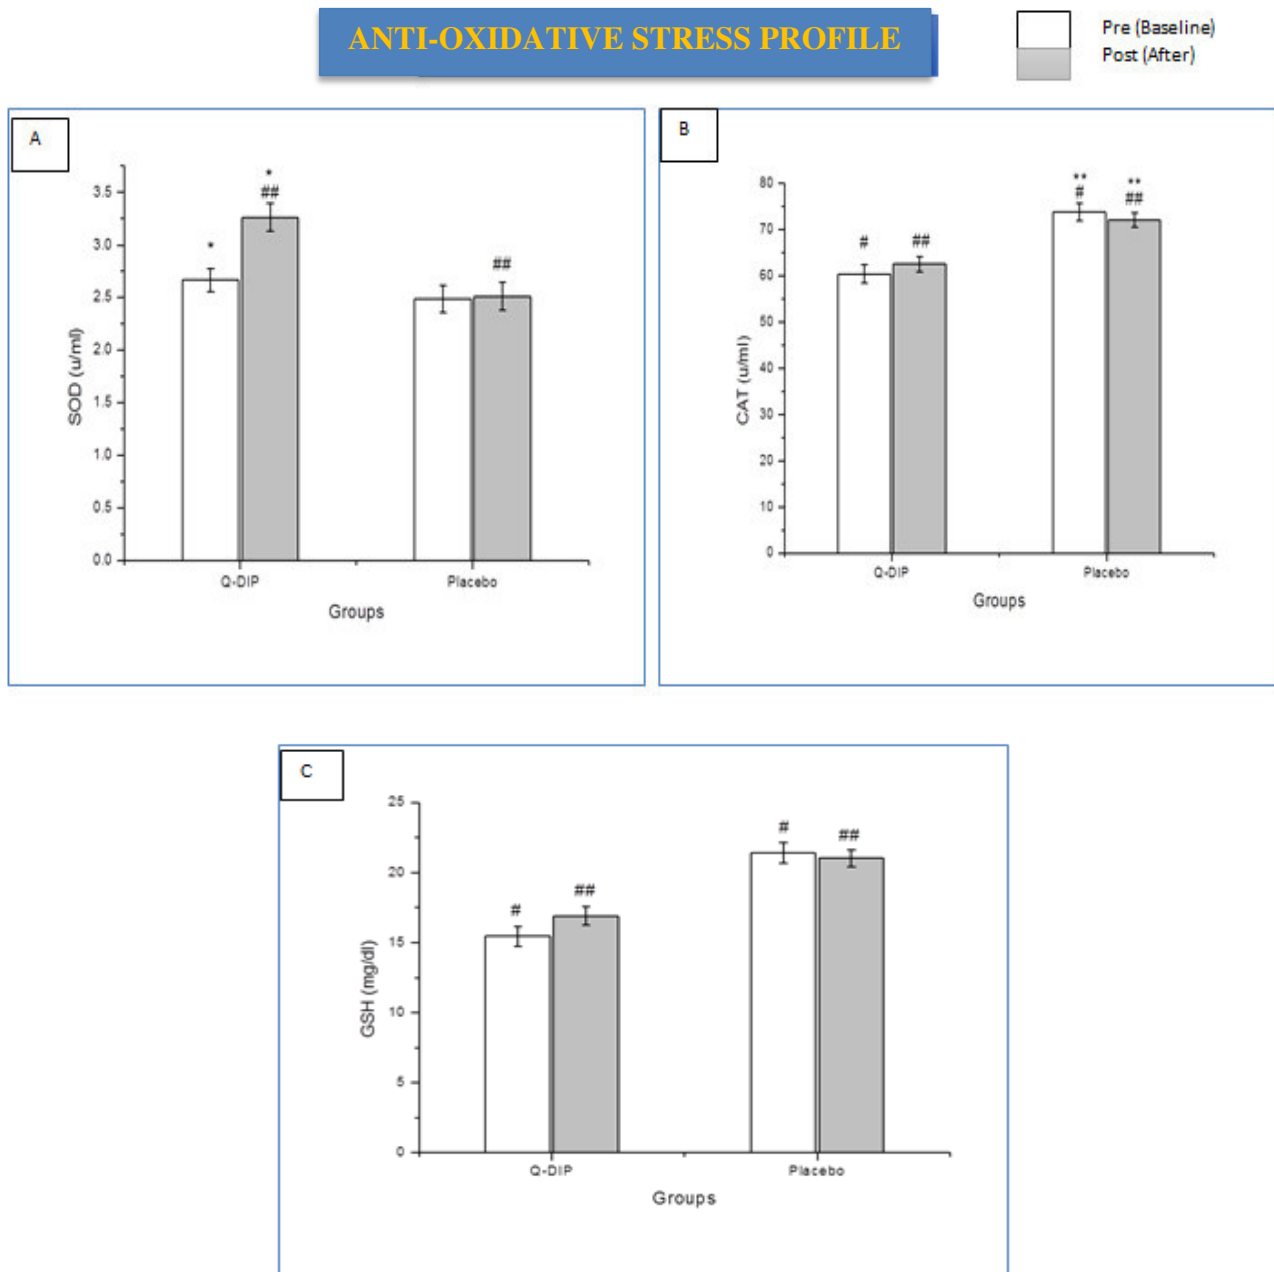 ANTI-OXIDATIVE STRESS PROFILE
Pre (Baseline)
Post (After)
A
*
##
*
##
3.5
3.0
2.5
2.0
1.5
1.0
0.5
0.0
SOD (u/ml)
Q-DIP Placebo
Groups
B
** **
# ##
# ##
80
70
60
50
40
30
20
10
0
CAT (u/ml)
Q-DIP Placebo
Groups
C
# ##
# ##
25
20
15
10
5
0
GSH (mg/dl)
Q-DIP Placebo
Groups